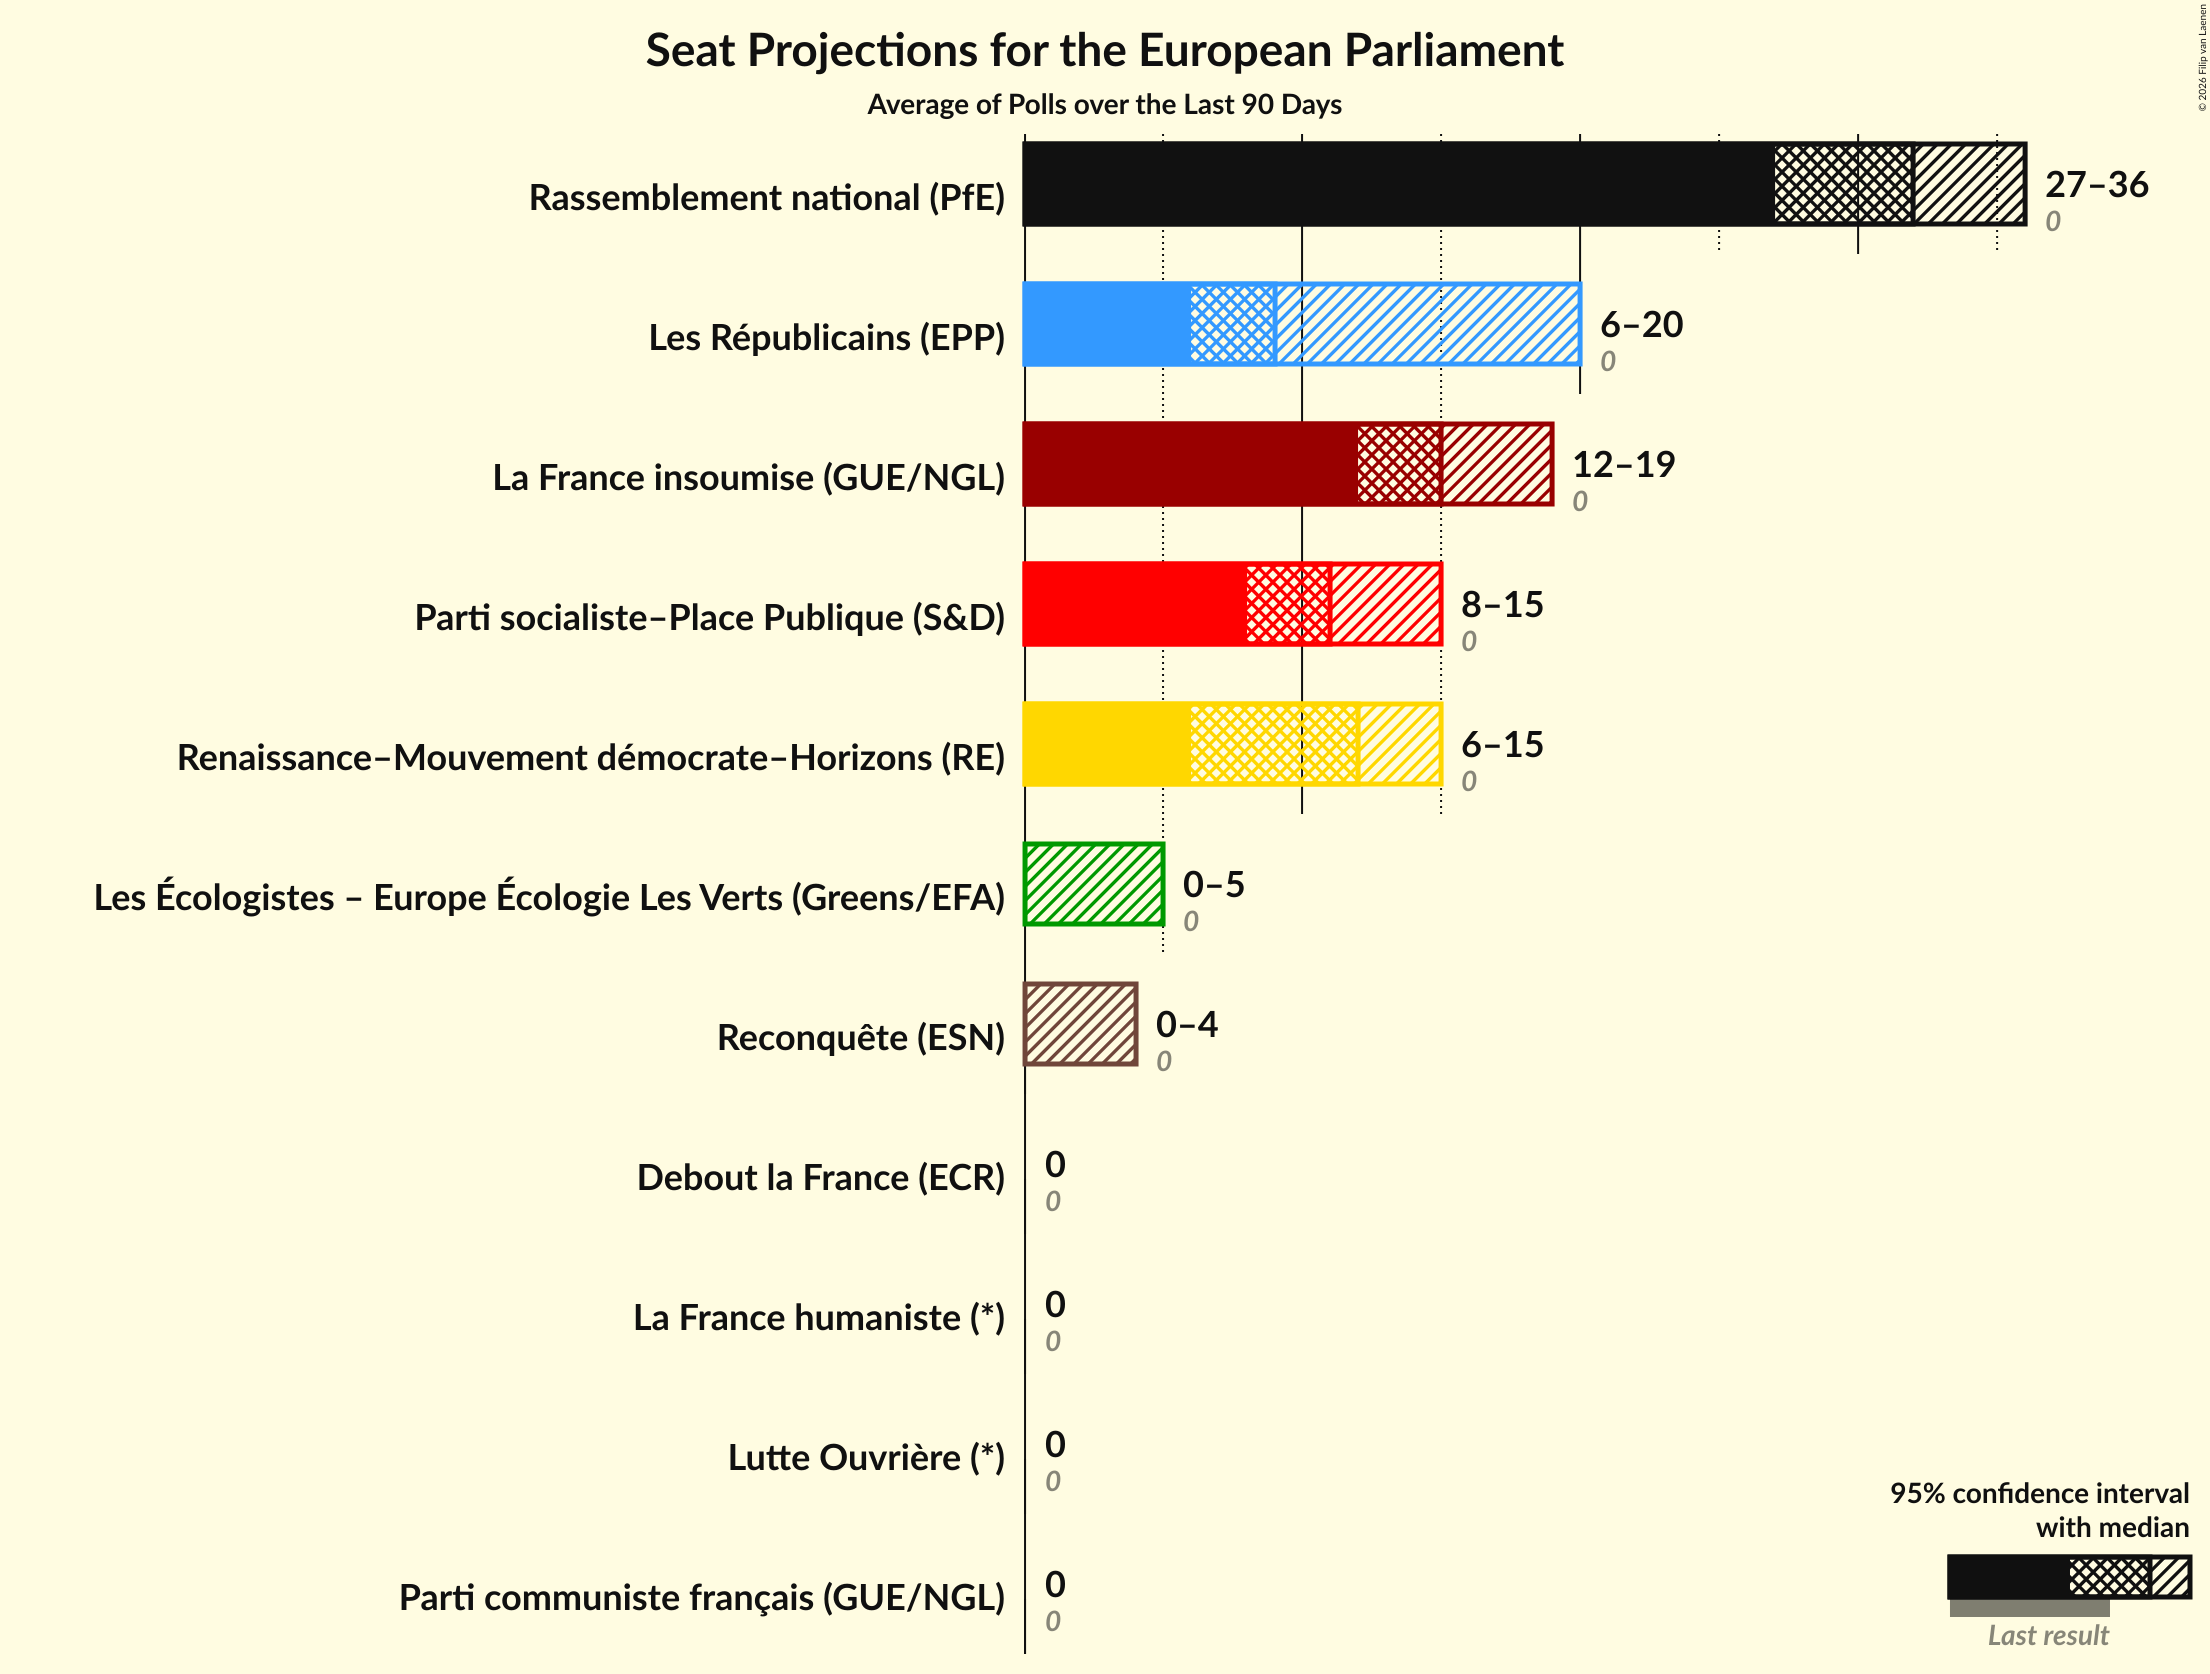 Seat Projections for the European Parliament
Average of Polls over the Last 90 Days
© 2026 Filip van Laenen
Rassemblement national (PfE)
27–36
0
Les Républicains (EPP)
6–20
0
La France insoumise (GUE/NGL)
12–19
0
Parti socialiste–Place Publique (S&D)
8–15
0
Renaissance–Mouvement démocrate–Horizons (RE)
6–15
0
Les Écologistes – Europe Écologie Les Verts (Greens/EFA)
0–5
0
Reconquête (ESN)
0–4
0
Debout la France (ECR)
0
0
La France humaniste (*)
0
0
Lutte Ouvrière (*)
0
0
Parti communiste français (GUE/NGL)
0
0
95% confidence interval
with median
Last result